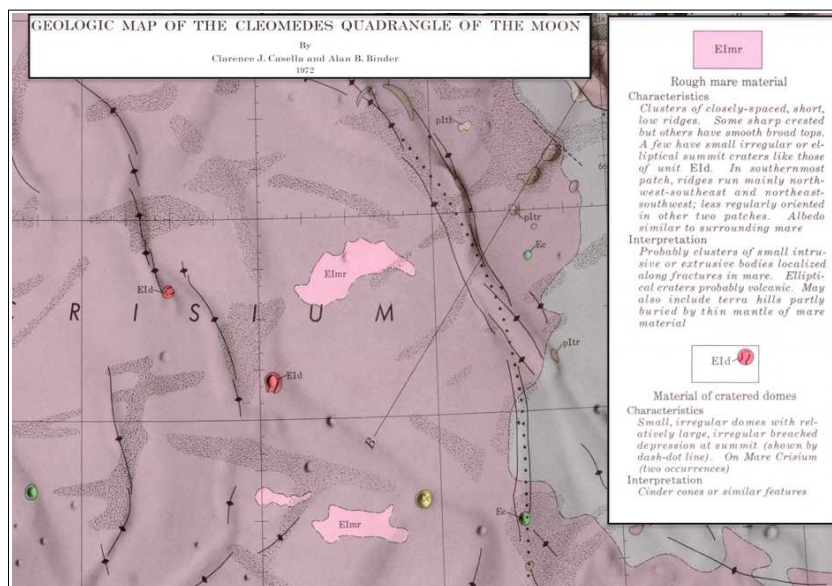 GEOLOGIC MAP OF THE CLEOMEDES QUADRANGLE OF THE MOON
By
Clarence J. Casella and Alan B. Binder
1972
EImr
Rough mare material
Characteristics
Clusters of closely-spaced, short,
low ridges. Some sharp crested
but others have smooth broad tops.
A few have small irregular or el-
liptical summit craters like those
of unit EId. In southernmost
patch, ridges run mainly north-
west-southeast and northeast-
southwest; less regularly oriented
in other two patches. Albedo
similar to surrounding mare
Interpretation
Probably clusters of small intru-
sive or extrusive bodies localized
along fractures in mare. Ellip-
tical craters probably volcanic. May
also include terra hills partly
buried by thin mantle of mare
material
EId
Material of cratered domes
Characteristics
Small, irregular domes with rel-
atively large, irregular breached
depression at summit (shown by
dash-dot line). On Mare Crisium
(two occurrences)
Interpretation
Cinder cones or similar features
pIth
pItr
Ec
EImr
EId
R I S I U M
pItr
EId
B
Cc
EImr
Ec